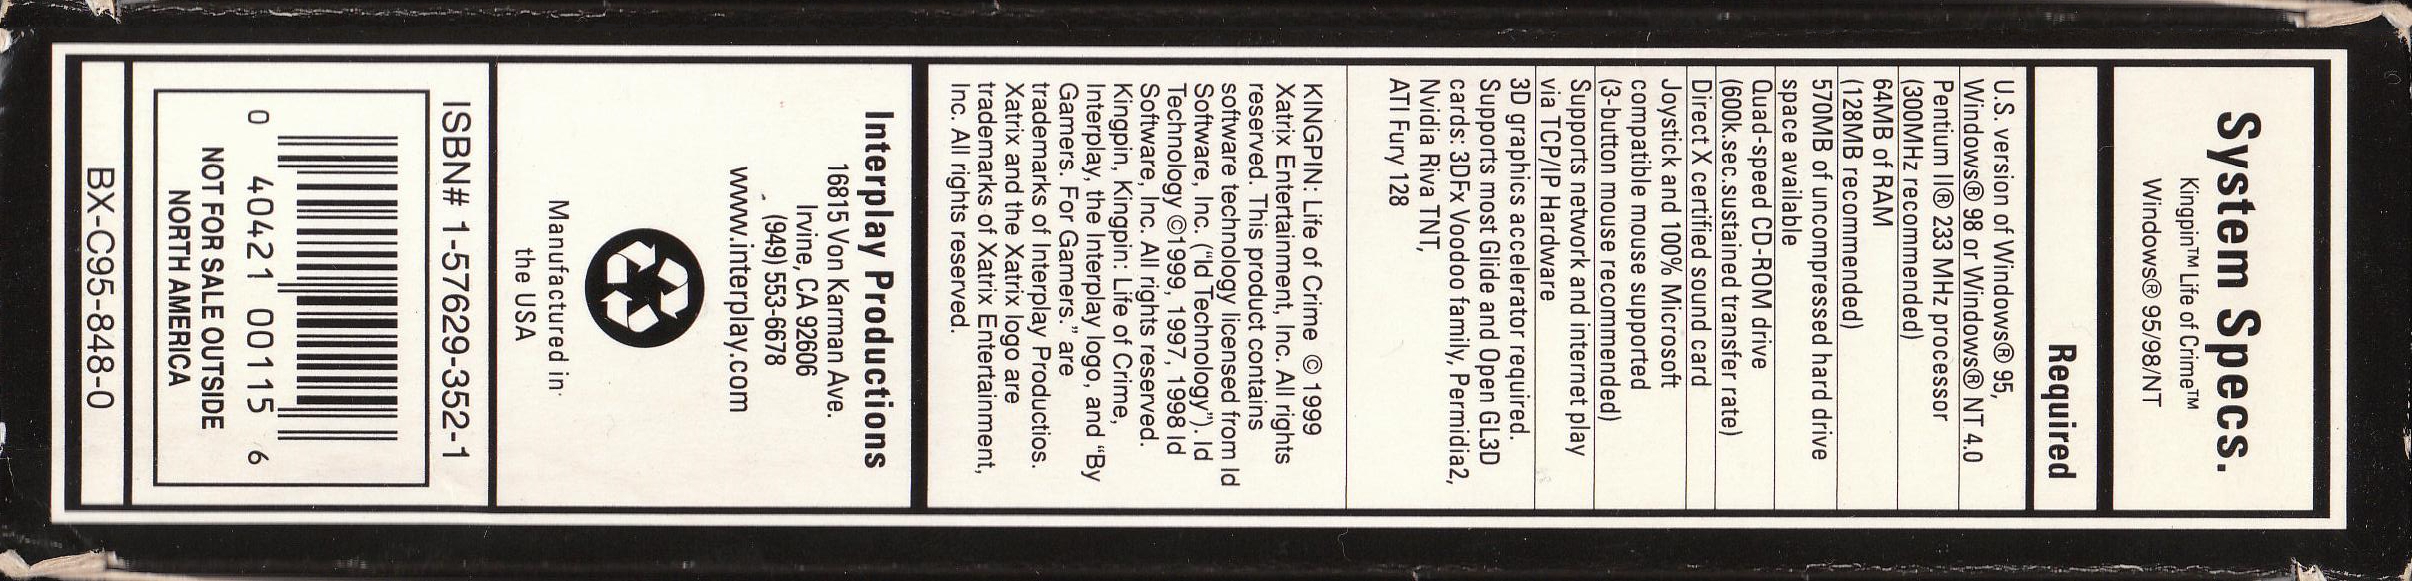 System Specs.
Kingpin™ Life of Crime™
Windows® 95/98/NT
Required
U.S. version of Windows® 95,
Windows® 98 or Windows® NT 4.0
Pentium II® 233 MHz processor
(300MHz recommended)
64MB of RAM
(128MB recommended)
570MB of uncompressed hard drive
space available
Quad-speed CD-ROM drive
(600k.sec.sustained transfer rate)
Direct X certified sound card
Joystick and 100% Microsoft
compatible mouse supported
(3-button mouse recommended)
Supports network and internet play
via TCP/IP Hardware
3D graphics accelerator required.
Supports most Glide and Open GL3D
cards: 3DFx Voodoo family, Permidia2,
Nvidia Riva TNT,
ATI Fury 128
KINGPIN: Life of Crime © 1999
Xatrix Entertainment, Inc. All rights
reserved. This product contains
software technology licensed from Id
Software, Inc. ("Id Technology"). Id
Technology ©1999, 1997, 1998 Id
Software, Inc. All rights reserved.
Kingpin, Kingpin: Life of Crime,
Interplay, the Interplay logo, and "By
Gamers. For Gamers." are
trademarks of Interplay Productios.
Xatrix and the Xatrix logo are
trademarks of Xatrix Entertainment,
Inc. All rights reserved.
Interplay Productions
16815 Von Karman Ave.
Irvine, CA 92606
(949) 553-6678
www.interplay.com
Manufactured in
the USA
ISBN# 1-57629-352-1
0 40421 00115 6
NOT FOR SALE OUTSIDE
NORTH AMERICA
BX-C95-848-0